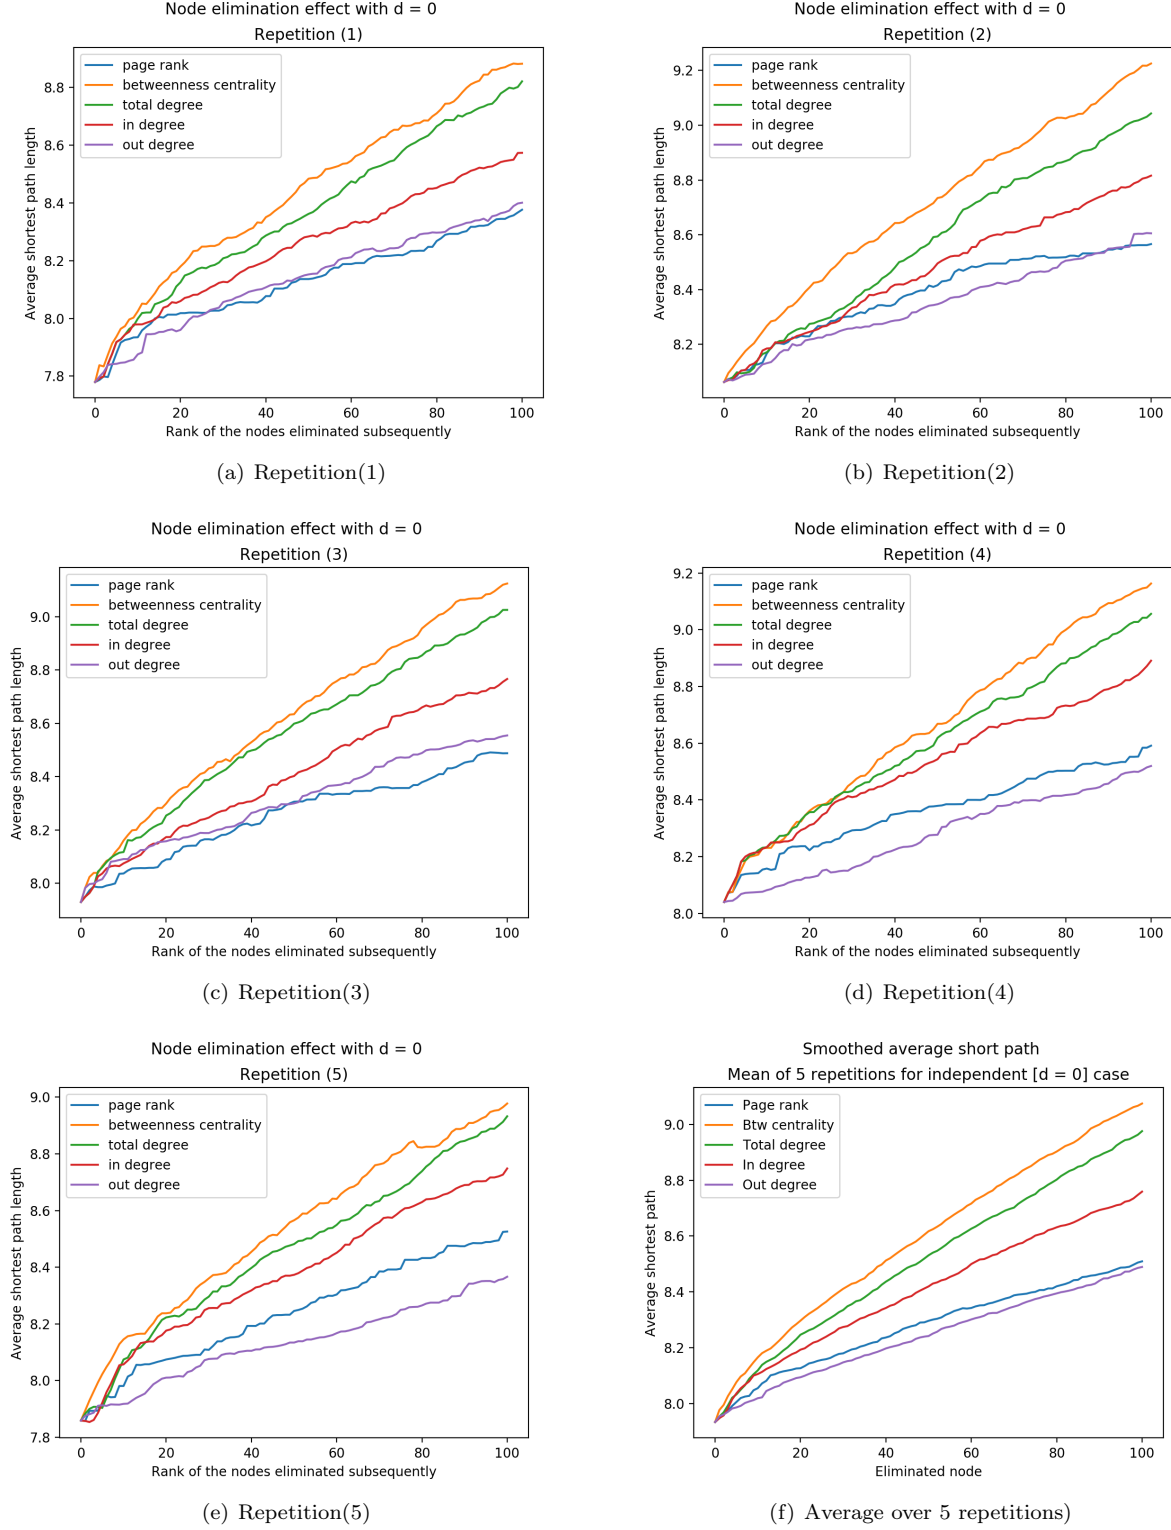 Node elimination effect with d = 0
Repetition (1)
page rank
betweenness centrality
total degree
in degree
out degree
Average shortest path length
8.8
8.6
8.4
8.2
8.0
7.8
0 20 40 60 80 100
Rank of the nodes eliminated subsequently
(a) Repetition(1)
Node elimination effect with d = 0
Repetition (2)
page rank
betweenness centrality
total degree
in degree
out degree
Average shortest path length
9.2
9.0
8.8
8.6
8.4
8.2
0 20 40 60 80 100
Rank of the nodes eliminated subsequently
(b) Repetition(2)
Node elimination effect with d = 0
Repetition (3)
page rank
betweenness centrality
total degree
in degree
out degree
Average shortest path length
9.0
8.8
8.6
8.4
8.2
8.0
0 20 40 60 80 100
Rank of the nodes eliminated subsequently
(c) Repetition(3)
Node elimination effect with d = 0
Repetition (4)
page rank
betweenness centrality
total degree
in degree
out degree
Average shortest path length
9.2
9.0
8.8
8.6
8.4
8.2
8.0
0 20 40 60 80 100
Rank of the nodes eliminated subsequently
(d) Repetition(4)
Node elimination effect with d = 0
Repetition (5)
page rank
betweenness centrality
total degree
in degree
out degree
Average shortest path length
9.0
8.8
8.6
8.4
8.2
8.0
7.8
0 20 40 60 80 100
Rank of the nodes eliminated subsequently
(e) Repetition(5)
Smoothed average short path
Mean of 5 repetitions for independent [d = 0] case
Page rank
Btw centrality
Total degree
In degree
Out degree
Average shortest path
9.0
8.8
8.6
8.4
8.2
8.0
0 20 40 60 80 100
Eliminated node
(f) Average over 5 repetitions)